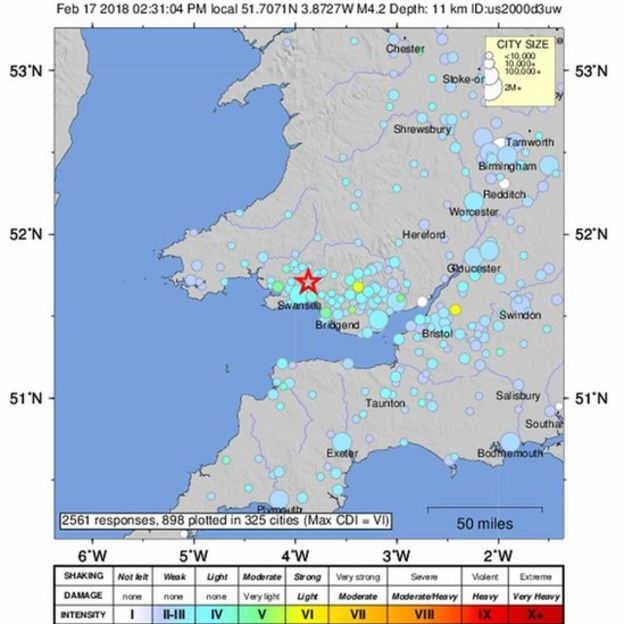 Feb 17 2018 02:31:04 PM local 51.7071N 3.8727W M4.2 Depth: 11 km ID:us2000d3uw
53°N
53°N
52°N
52°N
51°N
51°N
CITY SIZE
<10,000
10,000+
100,000+
2M+
Chester
Stoke-on
Shrewsbury
Tamworth
Birmingham
Redditch
Worcester
Hereford
Gloucester
Swansea
Bridgend
Swindon
Bristol
Taunton
Salisbury
Southa
Exeter
Bournemouth
Plymouth
2561 responses, 898 plotted in 325 cities (Max CDI = VI)
50 miles
6°W 5°W 4°W 3°W 2°W
SHAKING Not felt Weak Light Moderate Strong Very strong Severe Violent Extreme
DAMAGE none none none Very light Light Moderate Moderate/Heavy Heavy Very Heavy
INTENSITY I II-III IV V VI VII VIII IX X+